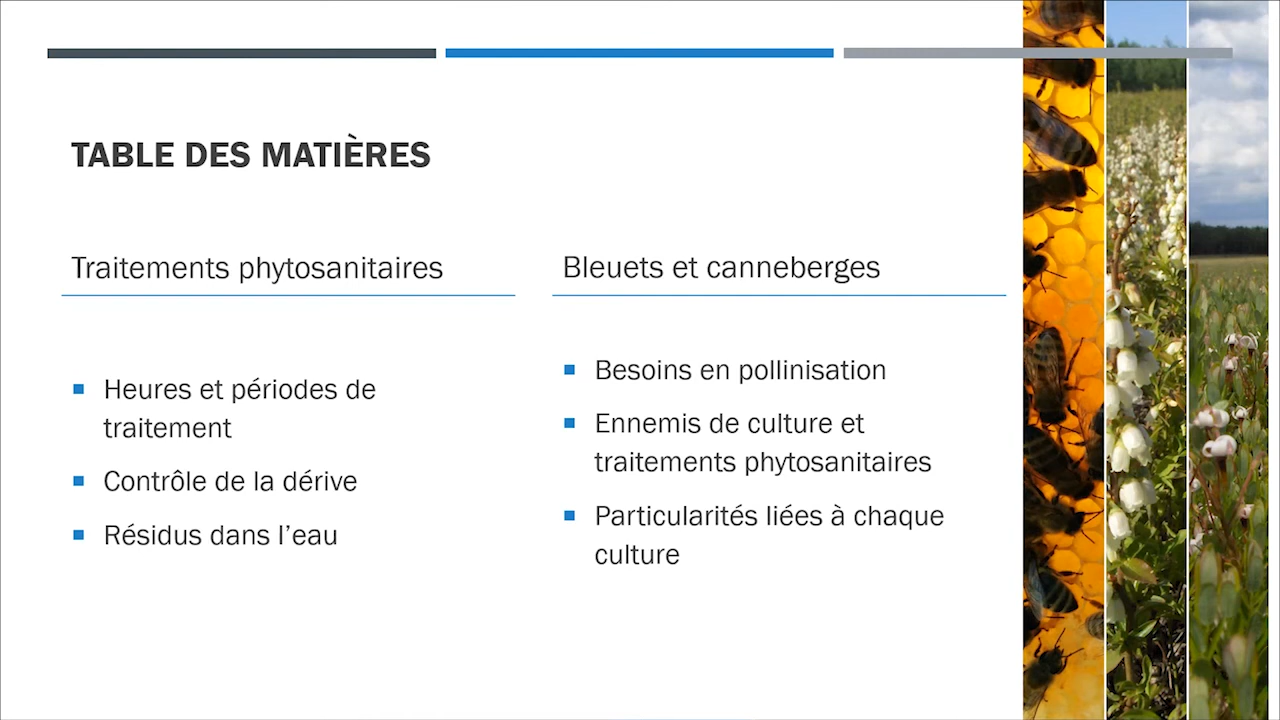 TABLE DES MATIÈRES
Traitements phytosanitaires
Heures et périodes de
traitement
Contrôle de la dérive
Résidus dans l’eau
Bleuets et canneberges
Besoins en pollinisation
Ennemis de culture et
traitements phytosanitaires
Particularités liées à chaque
culture